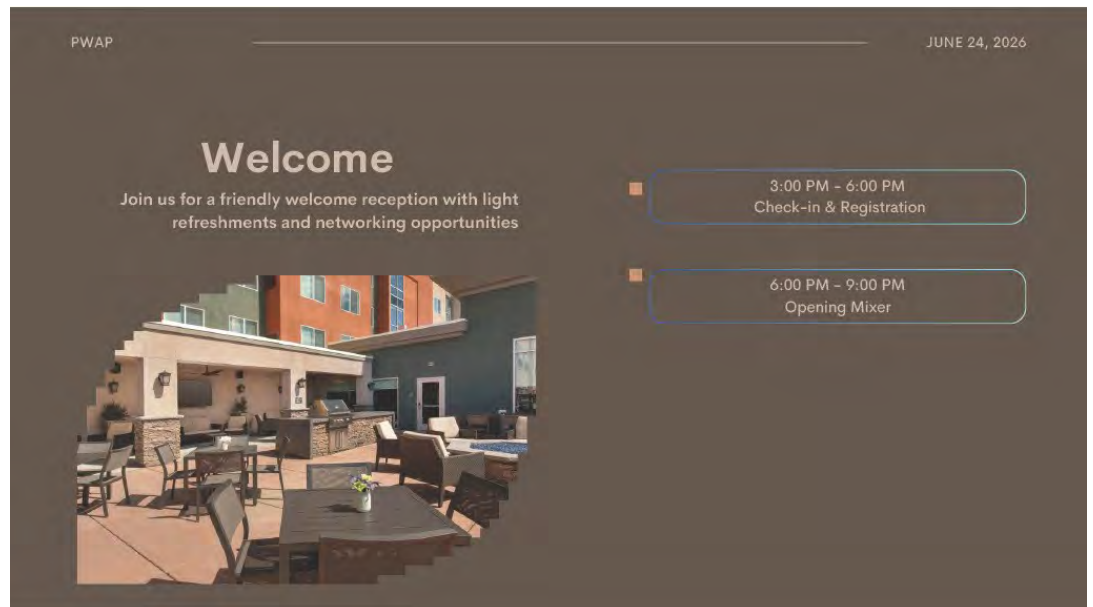 PWAP
JUNE 24, 2026
Welcome
Join us for a friendly welcome reception with light
refreshments and networking opportunities
3:00 PM - 6:00 PM
Check-in & Registration
6:00 PM - 9:00 PM
Opening Mixer